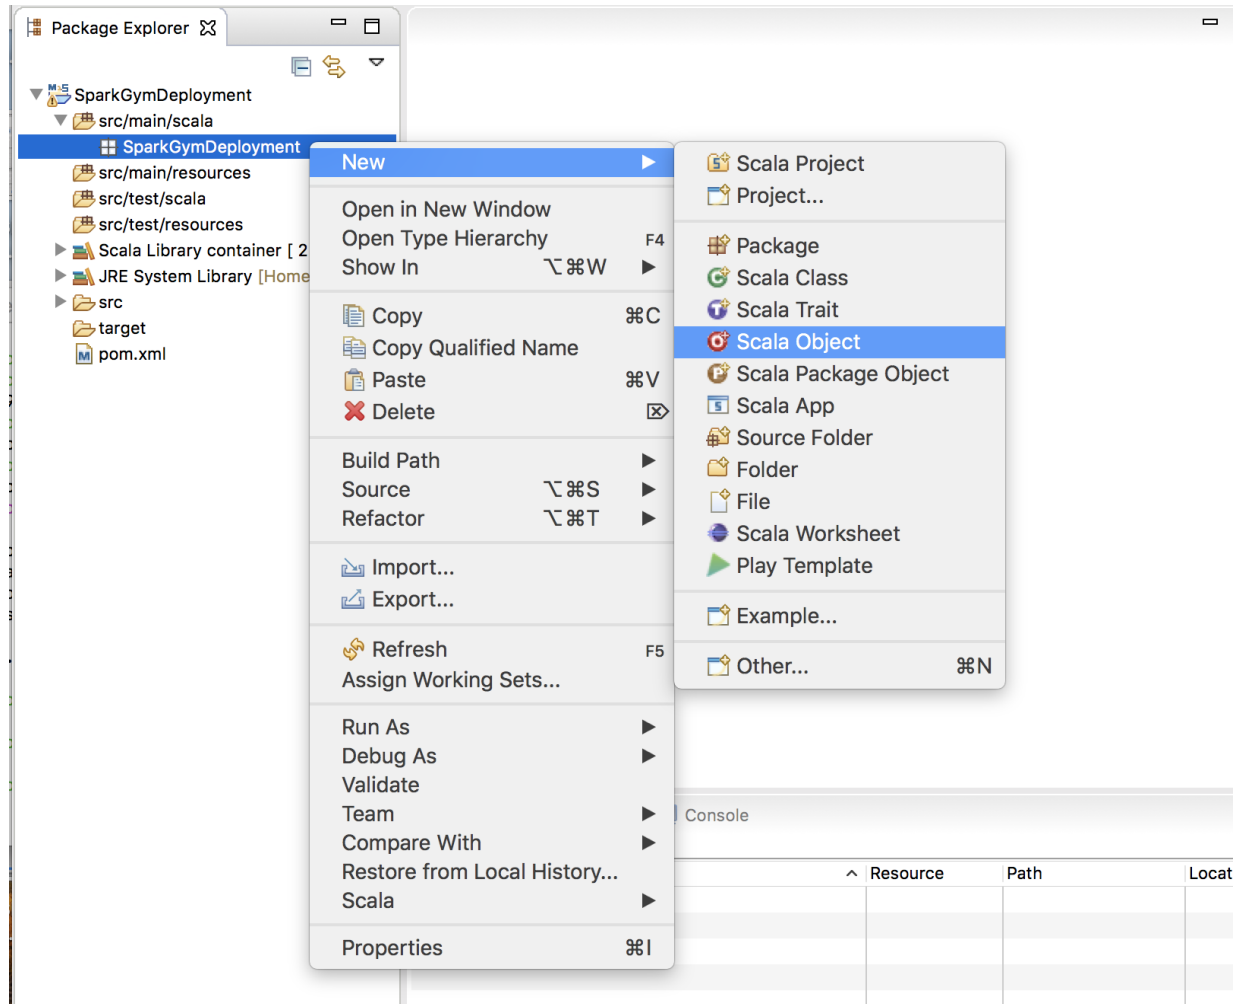 Package Explorer
SparkGymDeployment
src/main/scala
SparkGymDeployment
src/main/resources
src/test/scala
src/test/resources
Scala Library container [ 2
JRE System Library [Home
src
target
pom.xml
New
Open in New Window
Open Type Hierarchy F4
Show In ⌥⌘W
Copy ⌘C
Copy Qualified Name
Paste ⌘V
Delete ⌦
Build Path
Source ⌥⌘S
Refactor ⌥⌘T
Import...
Export...
Refresh F5
Assign Working Sets...
Run As
Debug As
Validate
Team
Compare With
Restore from Local History...
Scala
Properties ⌘I
Scala Project
Project...
Package
Scala Class
Scala Trait
Scala Object
Scala Package Object
Scala App
Source Folder
Folder
File
Scala Worksheet
Play Template
Example...
Other... ⌘N
Console
Resource Path Locat